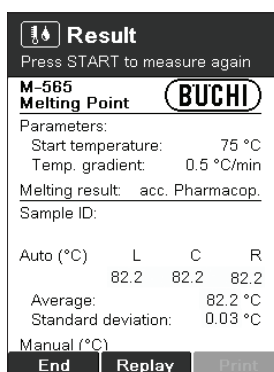 Result
Press START to measure again
M-565
Melting Point
BUCHI
Parameters:
Start temperature: 75 °C
Temp. gradient: 0.5 °C/min
Melting result: acc. Pharmacop.
Sample ID:
Auto (°C) L C R
82.2 82.2 82.2
Average: 82.2 °C
Standard deviation: 0.03 °C
Manual (°C)
End Replay Print